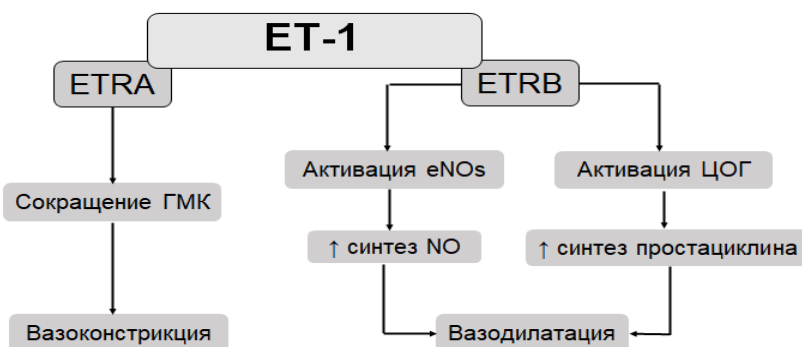 ET-1
ETRA
ETRB
Активация eNOs
Активация ЦОГ
Сокращение ГМК
↑ синтез NO
↑ синтез простациклина
Вазоконстрикция
Вазодилатация